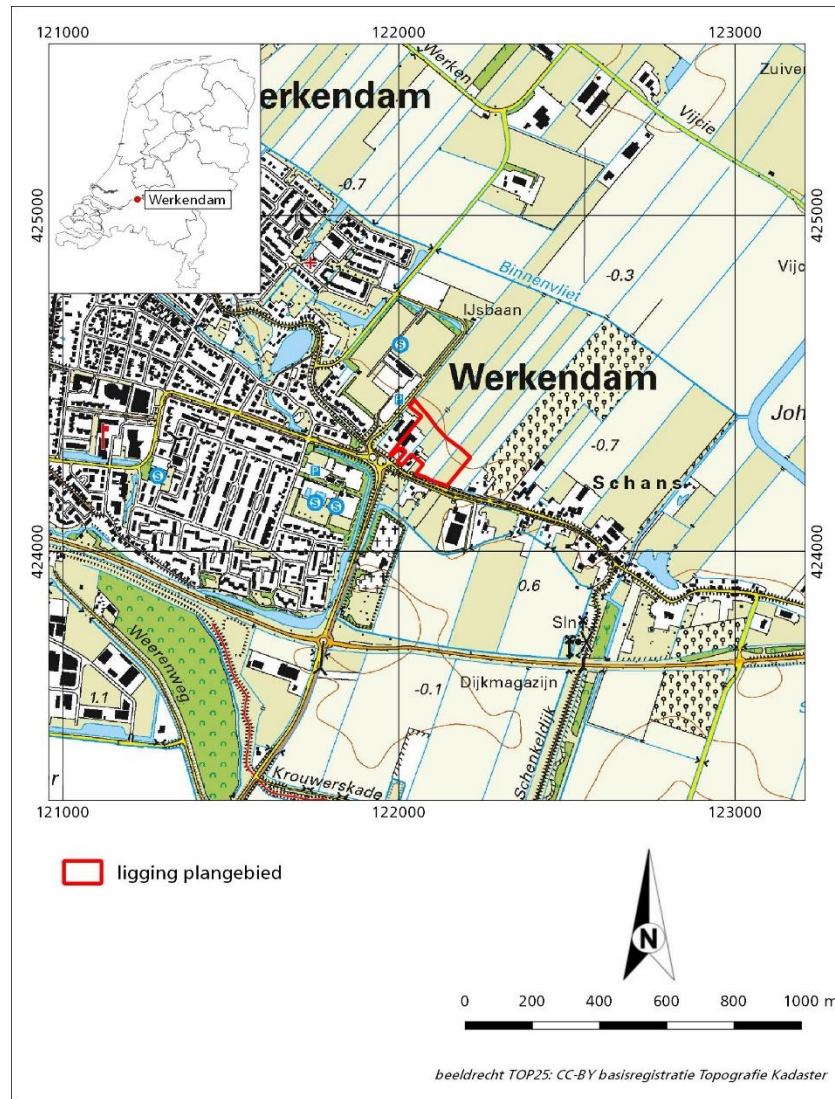 121000 122000 123000
Werkendam
erkendam
Werken
Zuiver
Vijcie
-0.7
425000
425000
Binnenvliet
-0.3
Vijc
IJsbaan
S
Werkendam
P
Joh
-0.7
Schans
S
P
S S
424000
424000
0.6
Sln
Weerenweg
-0.1
Dijkmagazijn
1.1
Schenkeldijk
Krouwerskade
r
121000 122000 123000
ligging plangebied
N
0 200 400 600 800 1000 m
beeldrecht TOP25: CC-BY basisregistratie Topografie Kadaster